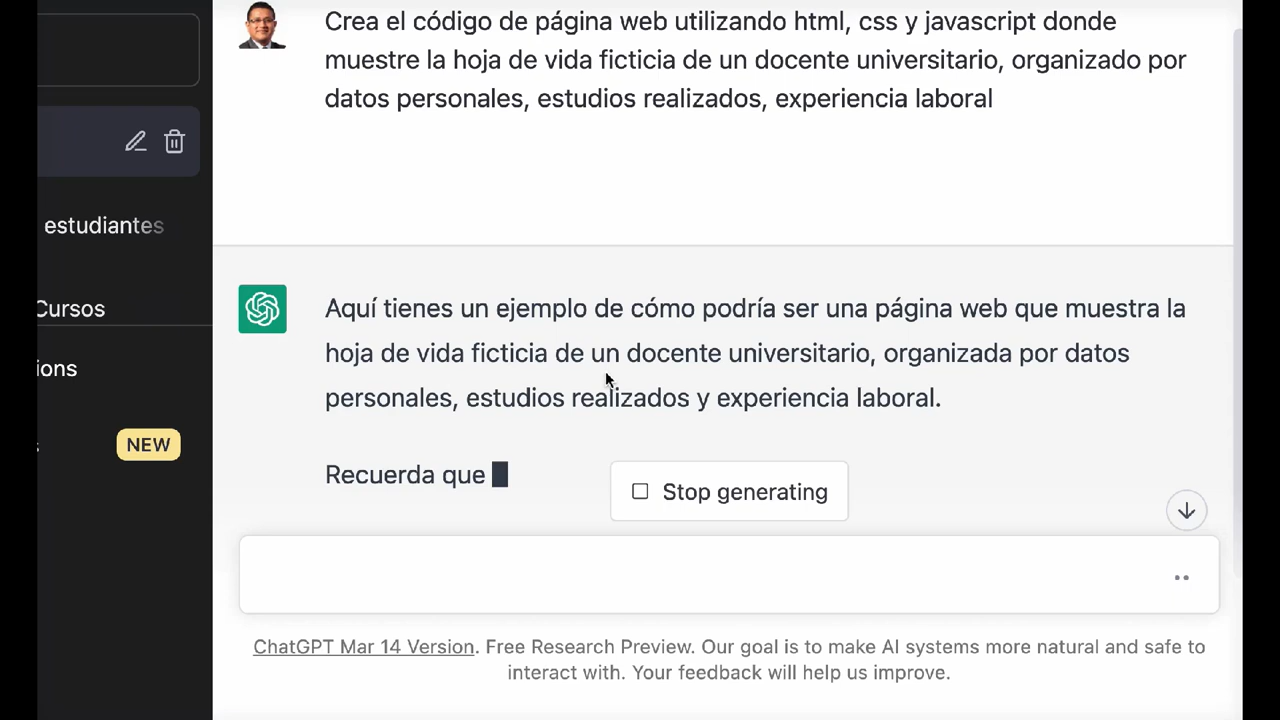 Crea el código de página web utilizando html, css y javascript donde
muestre la hoja de vida ficticia de un docente universitario, organizado por
datos personales, estudios realizados, experiencia laboral
estudiantes
Cursos
ions
NEW
Aquí tienes un ejemplo de cómo podría ser una página web que muestra la
hoja de vida ficticia de un docente universitario, organizada por datos
personales, estudios realizados y experiencia laboral.
Recuerda que
Stop generating
ChatGPT Mar 14 Version. Free Research Preview. Our goal is to make AI systems more natural and safe to
interact with. Your feedback will help us improve.